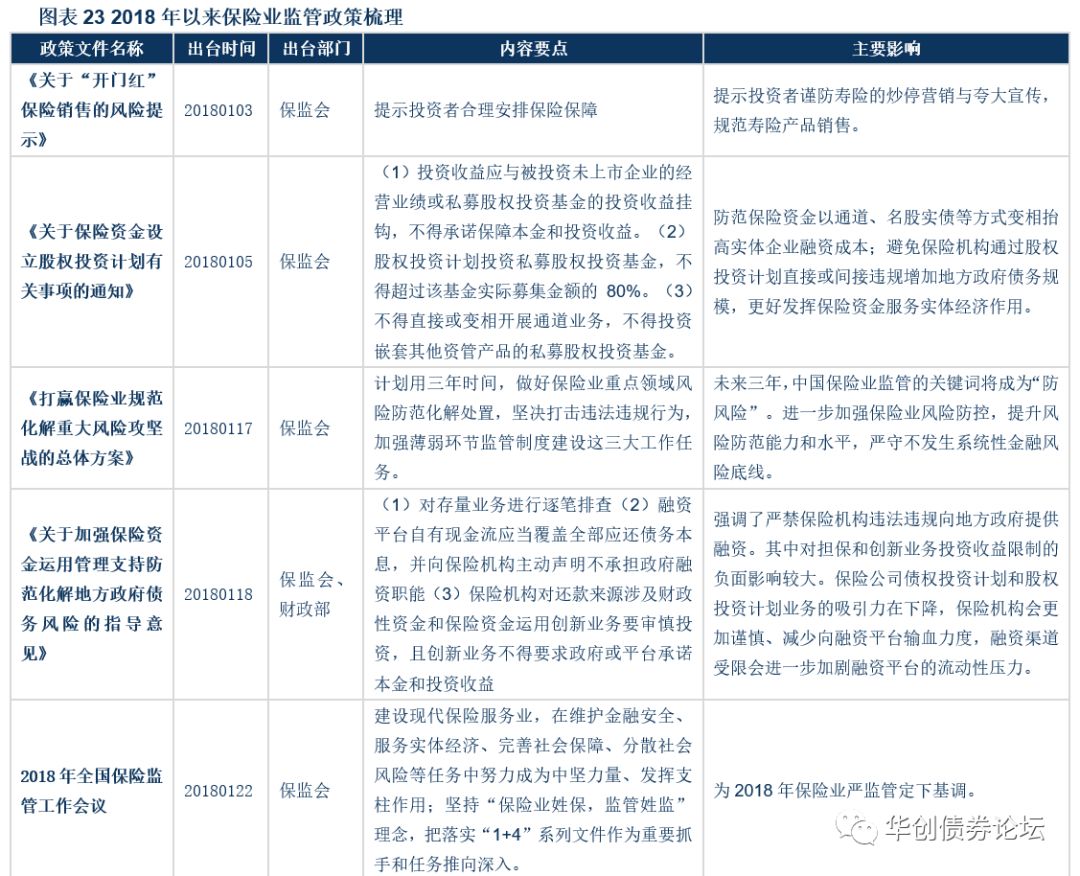 图表 23 2018 年以来保险业监管政策梳理
政策文件名称 出台时间 出台部门 内容要点 主要影响
《关于“开门红”
保险销售的风险提
示》
20180103
保监会
提示投资者合理安排保险保障
提示投资者谨防寿险的炒停营销与夸大宣传，
规范寿险产品销售。
《关于保险资金设
立股权投资计划有
关事项的通知》
20180105
保监会
（1）投资收益应与被投资未上市企业的经
营业绩或私募股权投资基金的投资收益挂
钩，不得承诺保障本金和投资收益。（2）
股权投资计划投资私募股权投资基金，不
得超过该基金实际募集金额的 80%。（3）
不得直接或变相开展通道业务，不得投资
嵌套其他资管产品的私募股权投资基金。
防范保险资金以通道、名股实债等方式变相抬
高实体企业融资成本；避免保险机构通过股权
投资计划直接或间接违规增加地方政府债务规
模，更好发挥保险资金服务实体经济作用。
《打赢保险业规范
化解重大风险攻坚
战的总体方案》
20180117
保监会
计划用三年时间，做好保险业重点领域风
险防范化解处置，坚决打击违法违规行为，
加强薄弱环节监管制度建设这三大工作任
务。
未来三年，中国保险业监管的关键词将成为“防
风险”。进一步加强保险业风险防控，提升风
险防范能力和水平，严守不发生系统性金融风
险底线。
《关于加强保险资
金运用管理支持防
范化解地方政府债
务风险的指导意
见》
20180118
保监会、
财政部
（1）对存量业务进行逐笔排查（2）融资
平台自有现金流应当覆盖全部应还债务本
息，并向保险机构主动声明不承担政府融
资职能（3）保险机构对还款来源涉及财政
性资金和保险资金运用创新业务要审慎投
资，且创新业务不得要求政府或平台承诺
本金和投资收益
强调了严禁保险机构违法违规向地方政府提供
融资。其中对担保和创新业务投资收益限制的
负面影响较大。保险公司债权投资计划和股权
投资计划业务的吸引力在下降，保险机构会更
加谨慎、减少向融资平台输血力度，融资渠道
受限会进一步加剧融资平台的流动性压力。
2018 年全国保险监
管工作会议
20180122
保监会
建设现代保险服务业，在维护金融安全、
服务实体经济、完善社会保障、分散社会
风险等任务中努力成为中坚力量、发挥支
柱作用；坚持“保险业姓保，监管姓监”
理念，把落实“1+4”系列文件作为重要抓
手和任务推向深入。
为 2018 年保险业严监管定下基调。
华创债券论坛